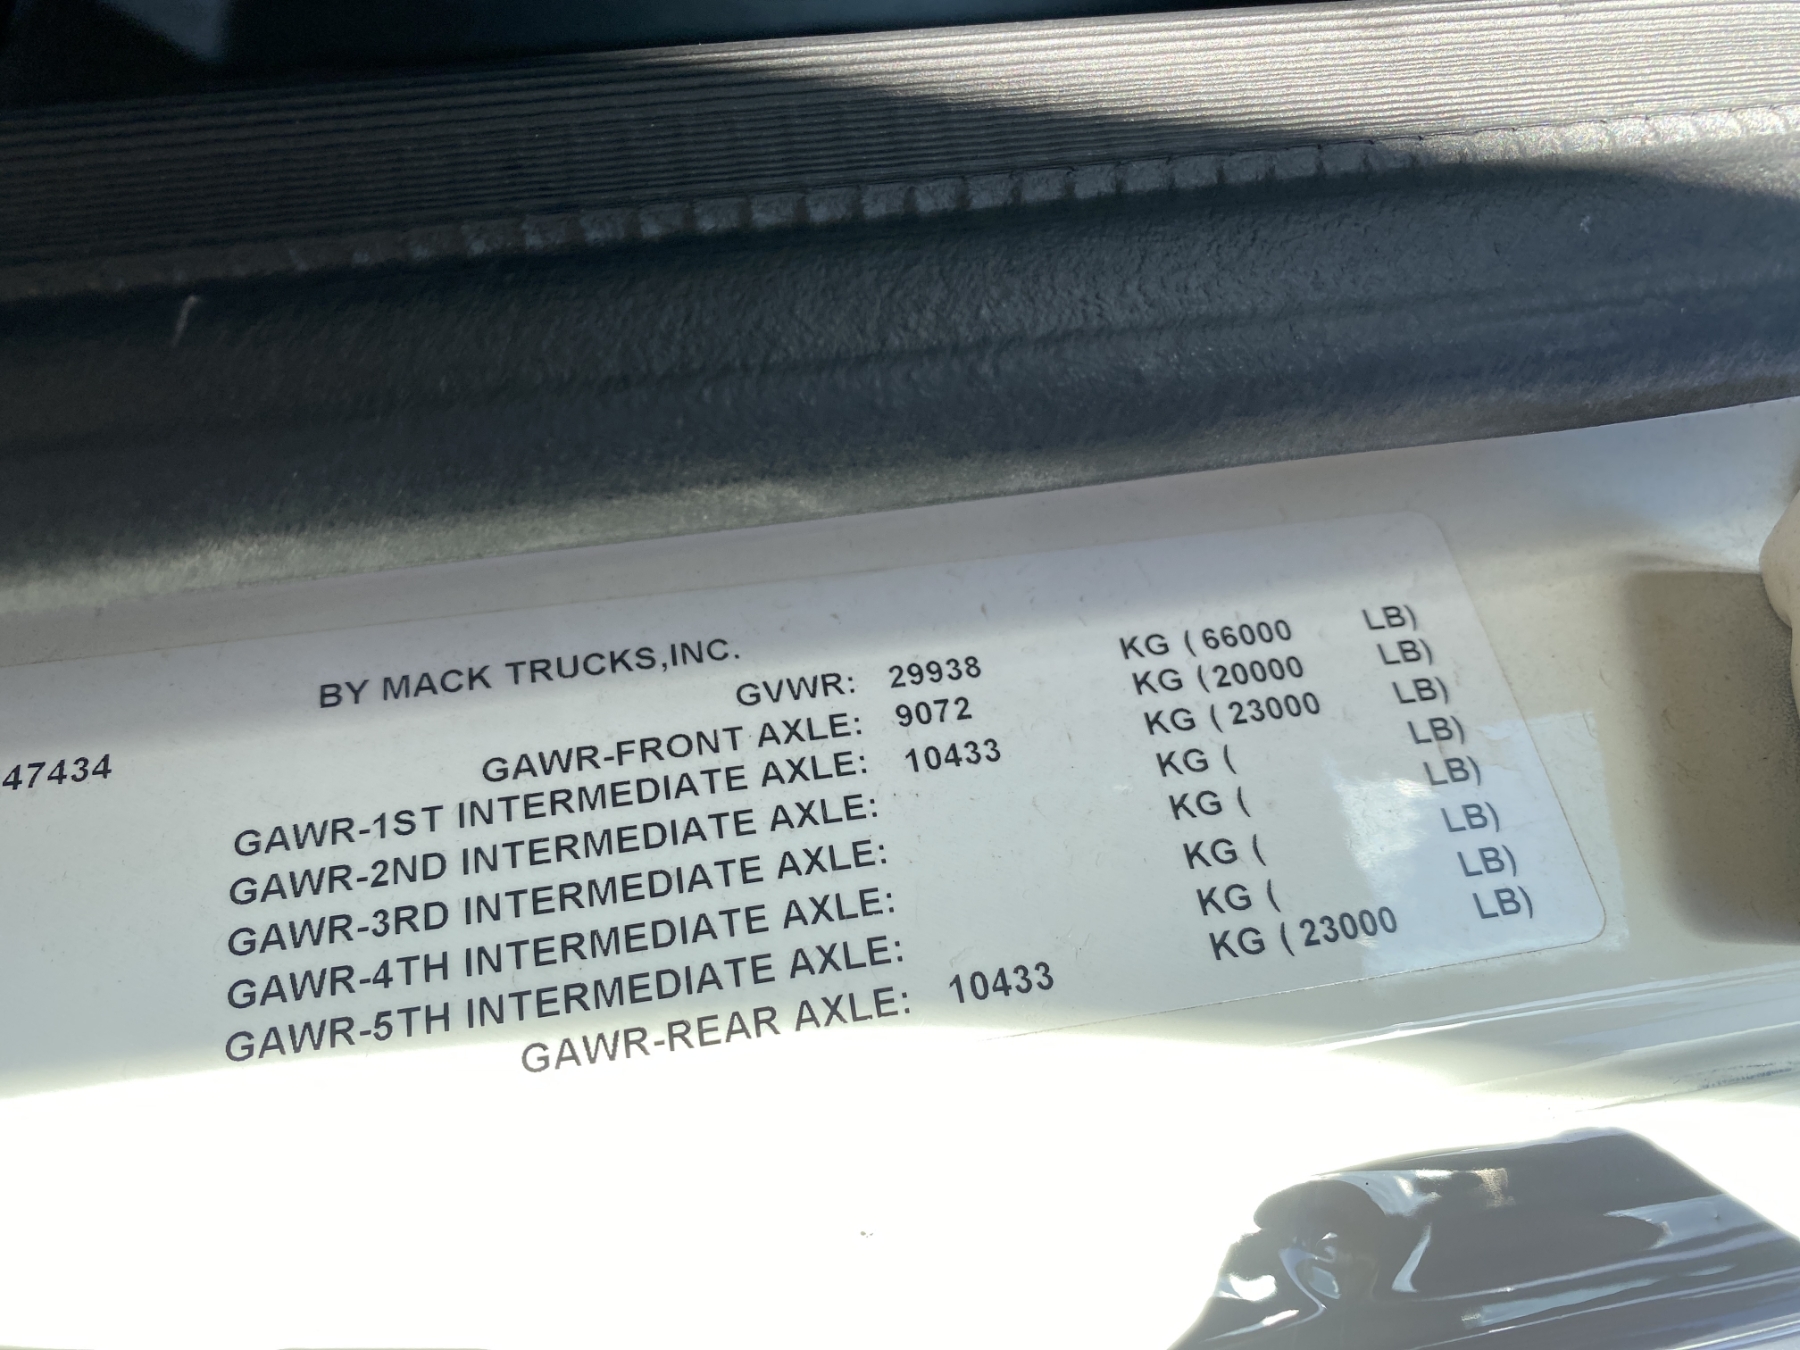 BY MACK TRUCKS,INC.
GVWR: 29938 KG ( 66000 LB)
47434
GAWR-FRONT AXLE: 9072 KG ( 20000 LB)
GAWR-1ST INTERMEDIATE AXLE: 10433 KG ( 23000 LB)
GAWR-2ND INTERMEDIATE AXLE: KG ( LB)
GAWR-3RD INTERMEDIATE AXLE: KG ( LB)
GAWR-4TH INTERMEDIATE AXLE: KG ( LB)
GAWR-5TH INTERMEDIATE AXLE: KG ( LB)
GAWR-REAR AXLE: 10433 KG ( 23000 LB)